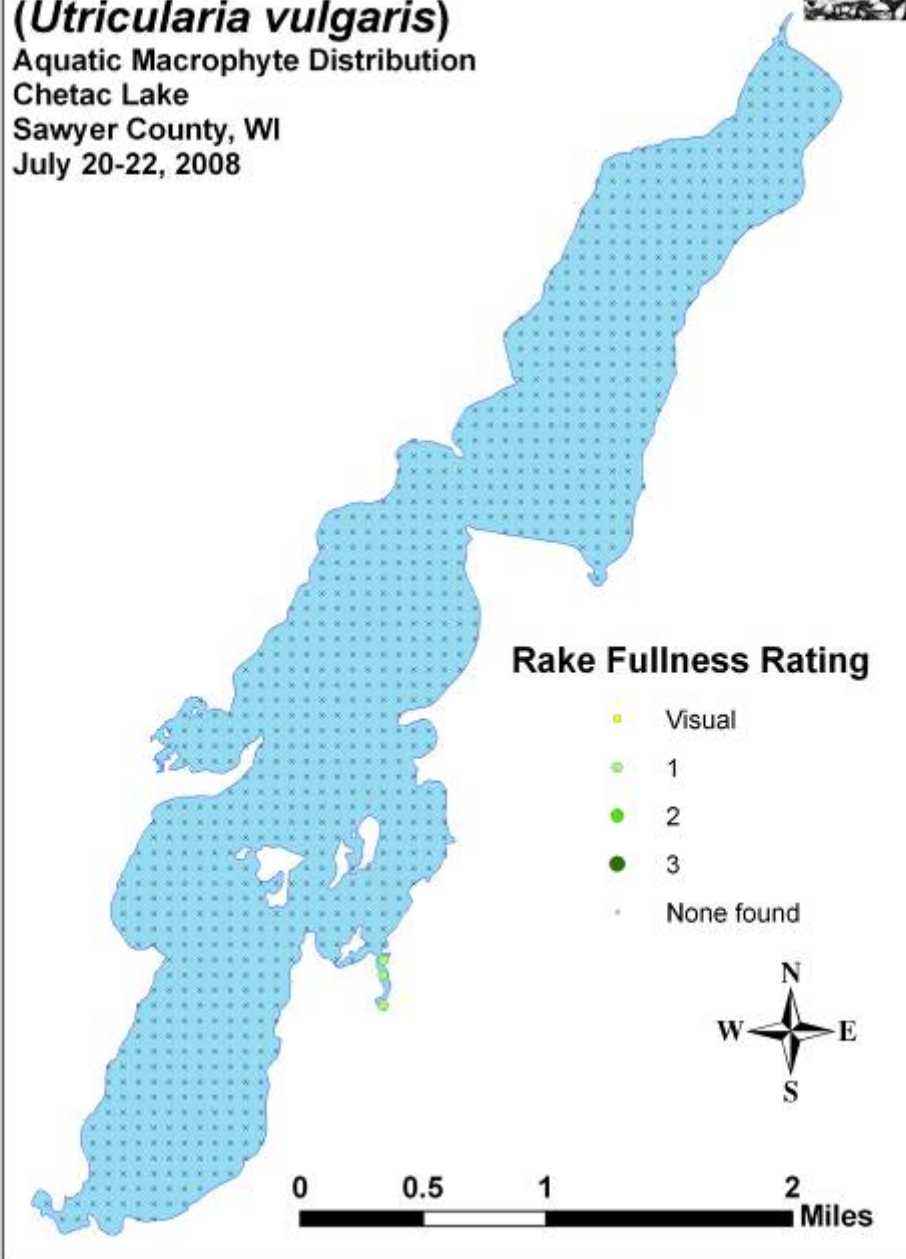 (Utricularia vulgaris)
Aquatic Macrophyte Distribution
Chetac Lake
Sawyer County, WI
July 20-22, 2008
Rake Fullness Rating
Visual
1
2
3
None found
N
W E
S
0 0.5 1 2
Miles